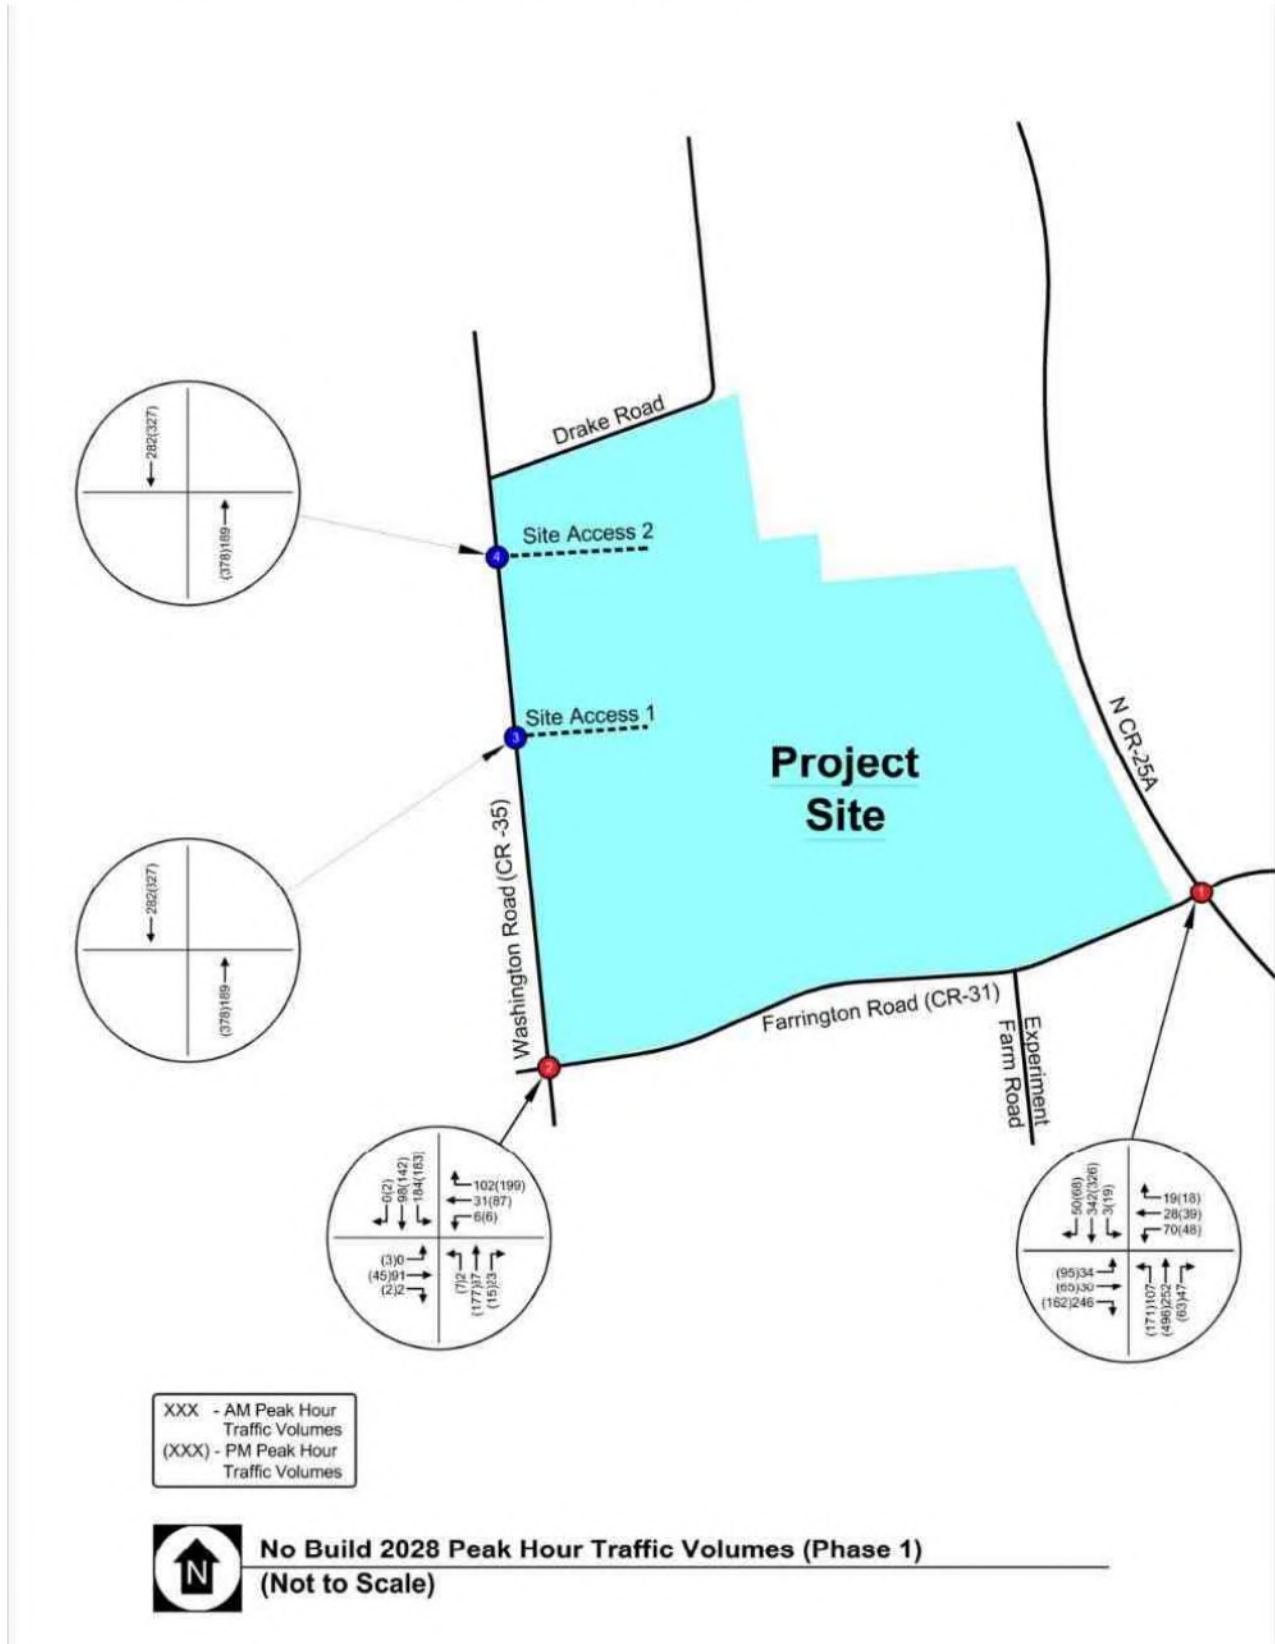 Drake Road
282(327)
(378)189
Site Access 2
4
Site Access 1
3
N CR-25A
Project
Site
282(327)
(378)189
Washington Road (CR -35)
1
Farrington Road (CR-31)
Experiment
Farm Road
2
0(2)
98(142)
184(183)
102(199)
31(87)
6(6)
(3)0
(45)91
(2)2
(7)2
(15)23
50(68)
342(326)
3(19)
19(18)
28(39)
70(48)
(95)34
(65)30
(162)246
(171)107
(496)252
(63)47
XXX - AM Peak Hour
Traffic Volumes
(XXX) - PM Peak Hour
Traffic Volumes
N
No Build 2028 Peak Hour Traffic Volumes (Phase 1)
(Not to Scale)